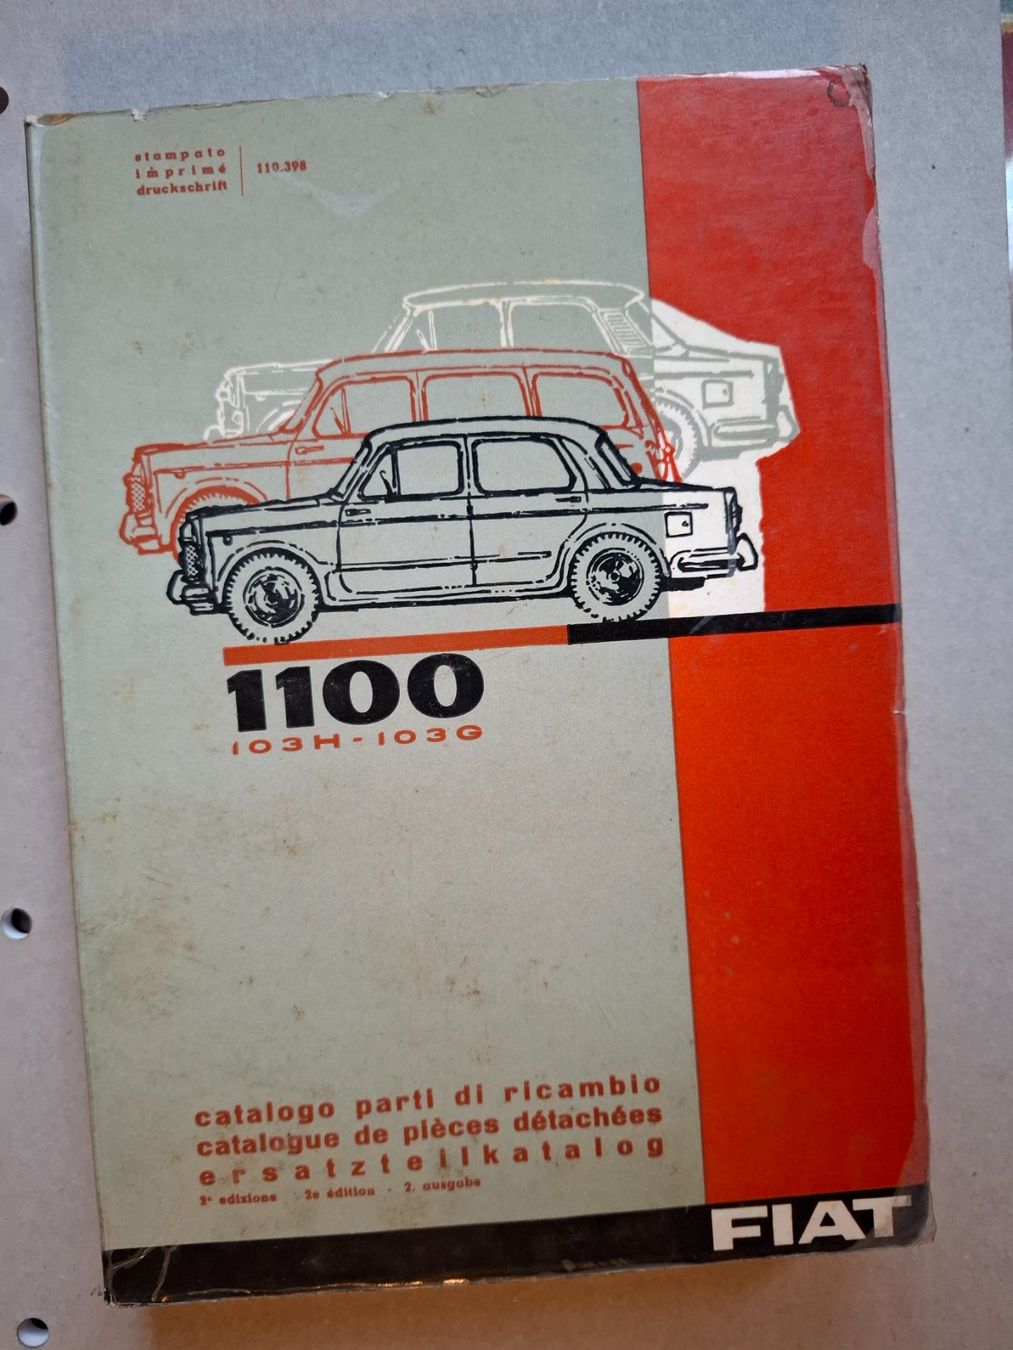 stampato
imprimé
druckschrift
110.398
1100
103H - 103G
catalogo parti di ricambio
catalogue de pièces détachées
ersatzteilkatalog
2ª edizione - 2e édition - 2. ausgabe
FIAT